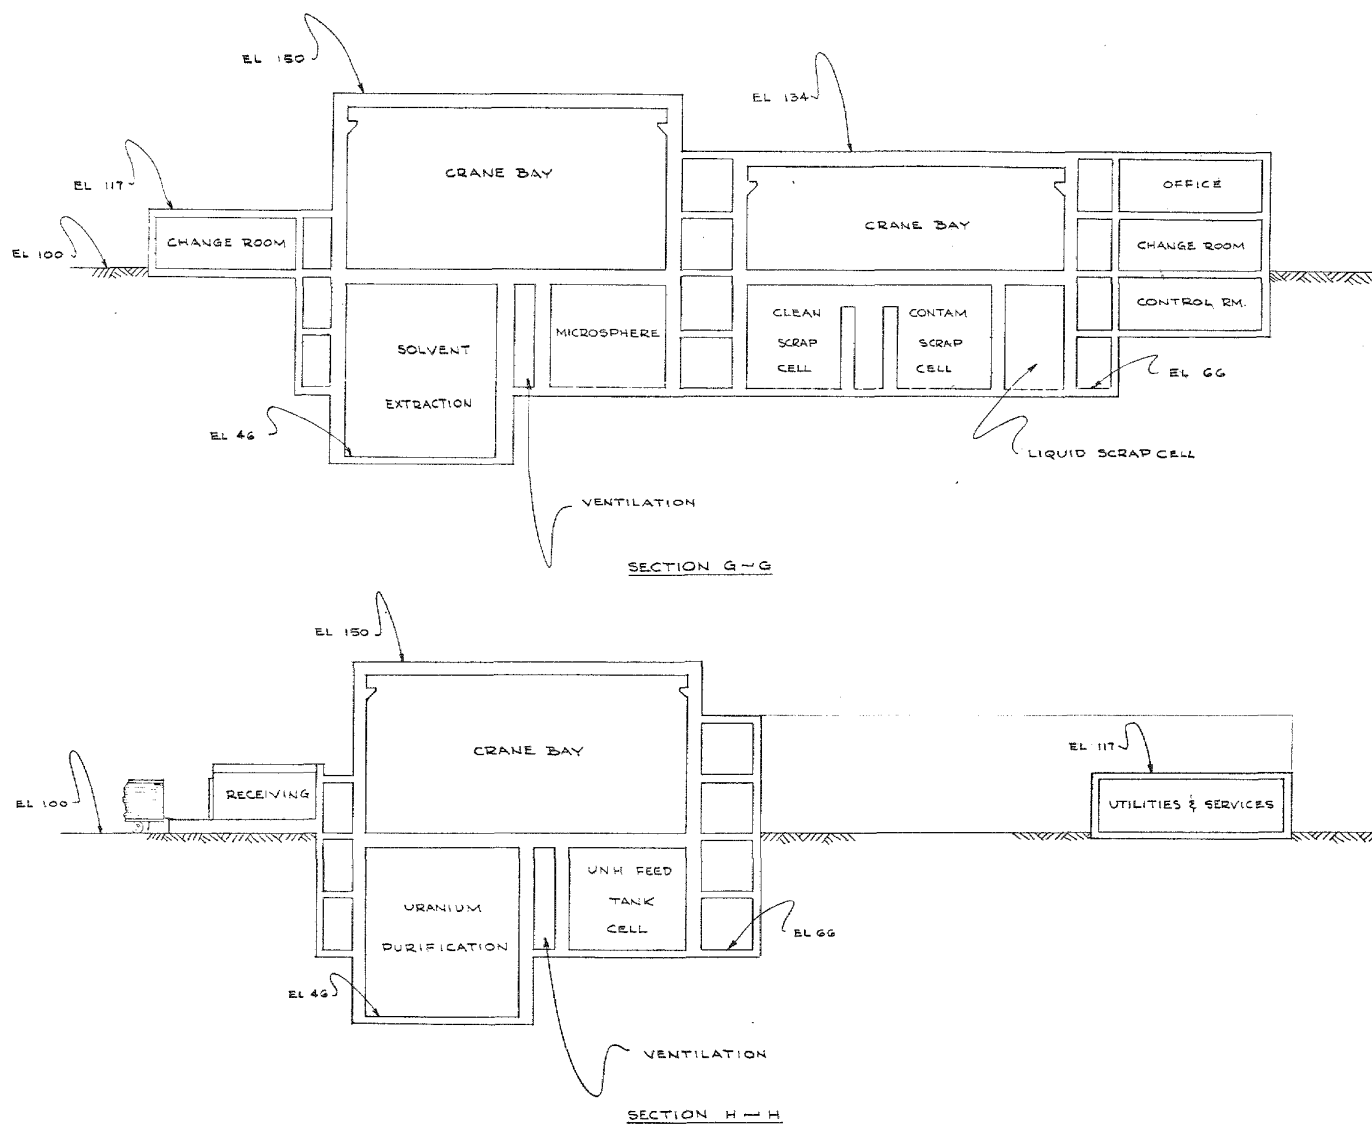 EL 150
EL 134
EL 117
EL 100
CRANE BAY
CHANGE ROOM
CRANE BAY
OFFICE
CHANGE ROOM
CONTROL RM.
SOLVENT
EXTRACTION
MICROSPHERE
CLEAN
SCRAP
CELL
CONTAM
SCRAP
CELL
EL 66
EL 46
LIQUID SCRAP CELL
VENTILATION
SECTION G-G
EL 150
EL 117
EL 100
CRANE BAY
RECEIVING
UTILITIES & SERVICES
URANIUM
PURIFICATION
UNH FEED
TANK
CELL
EL 66
EL 46
VENTILATION
SECTION H-H